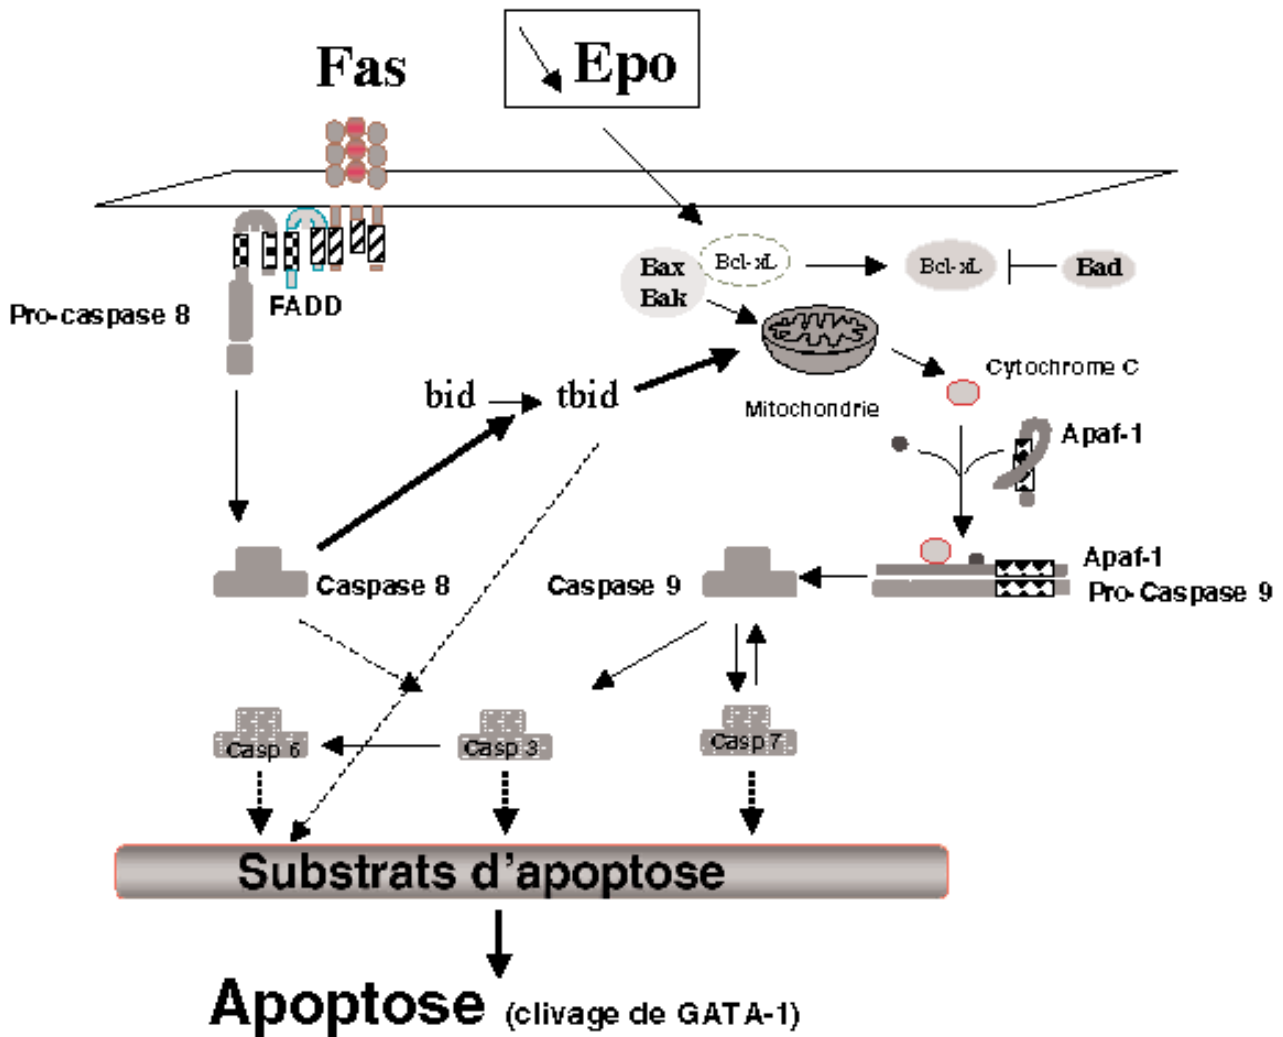 Fas
Epo
Bax
Bak
Bcl-xL
Bcl-xL
Bad
Pro-caspase 8
FADD
Cytochrome C
bid
tbid
Mitochondrie
Apaf-1
Caspase 8
Caspase 9
Apaf-1
Pro-Caspase 9
Casp 6
Casp 3
Casp 7
Substrats d'apoptose
Apoptose (clivage de GATA-1)